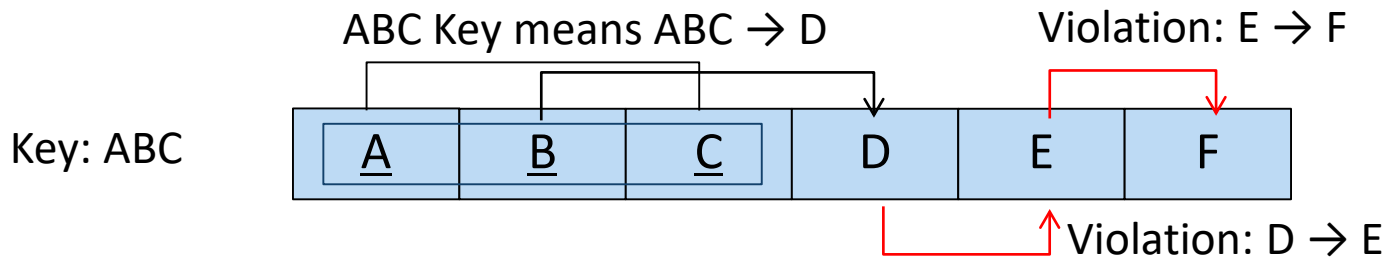 ABC Key means ABC → D
Violation: E → F
Key: ABC
A B C D E F
Violation: D → E